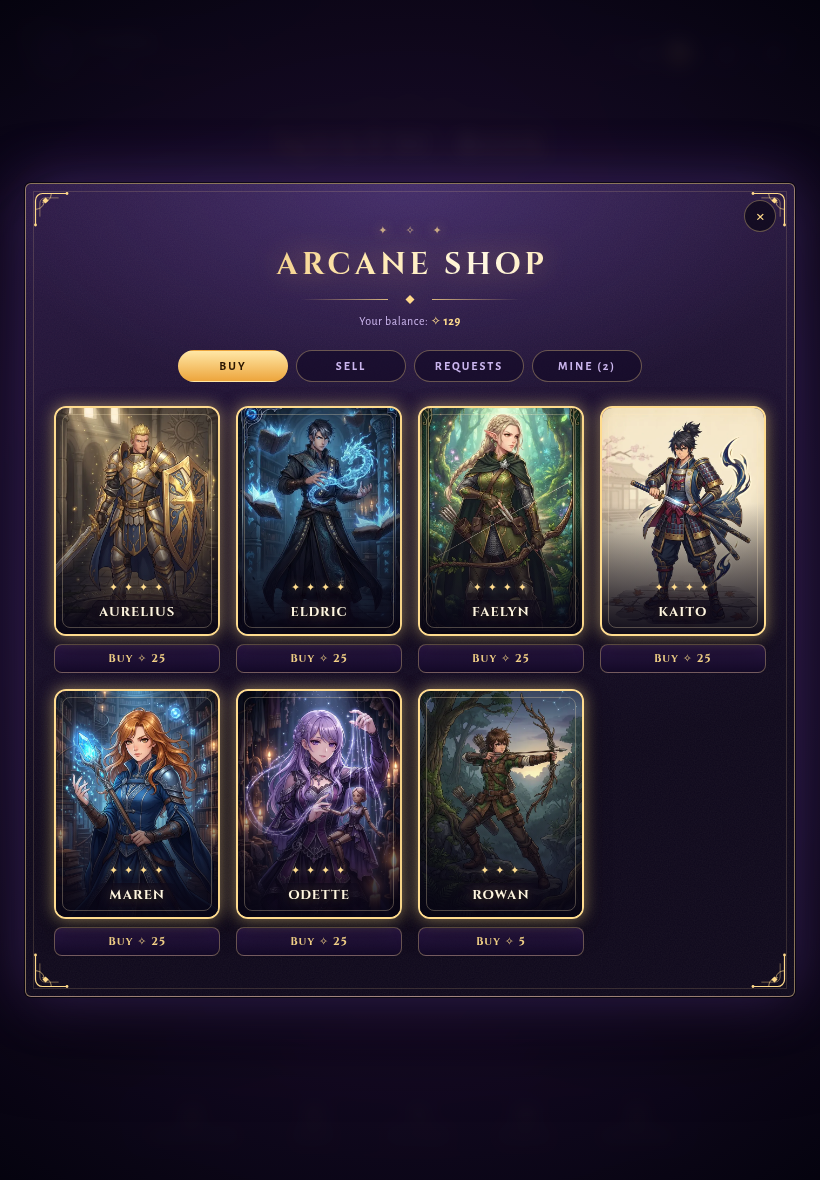 ARCANE SHOP
Your balance: ✧ 129
×
BUY
SELL
REQUESTS
MINE (2)
AURELIUS
ELDRIC
FAELYN
KAITO
BUY ✧ 25
BUY ✧ 25
BUY ✧ 25
BUY ✧ 25
MAREN
ODETTE
ROWAN
BUY ✧ 25
BUY ✧ 25
BUY ✧ 5